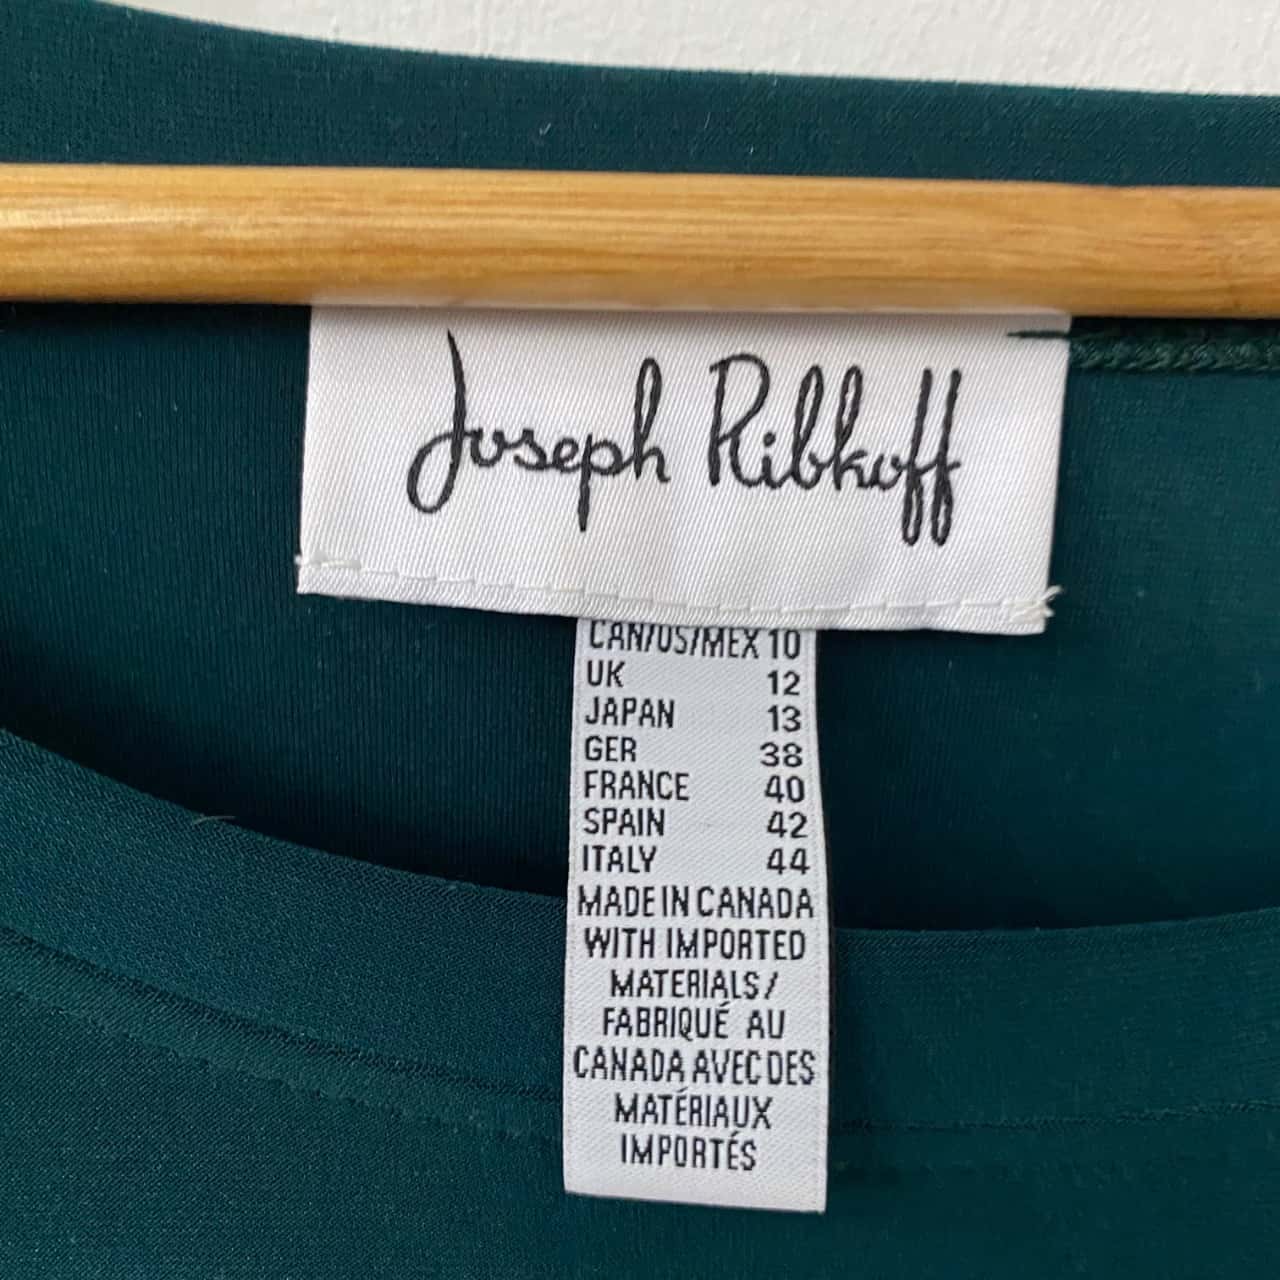 Joseph Ribkoff
CAN/US/MEX 10
UK 12
JAPAN 13
GER 38
FRANCE 40
SPAIN 42
ITALY 44
MADE IN CANADA
WITH IMPORTED
MATERIALS/
FABRIQUÉ AU
CANADA AVEC DES
MATÉRIAUX
IMPORTÉS